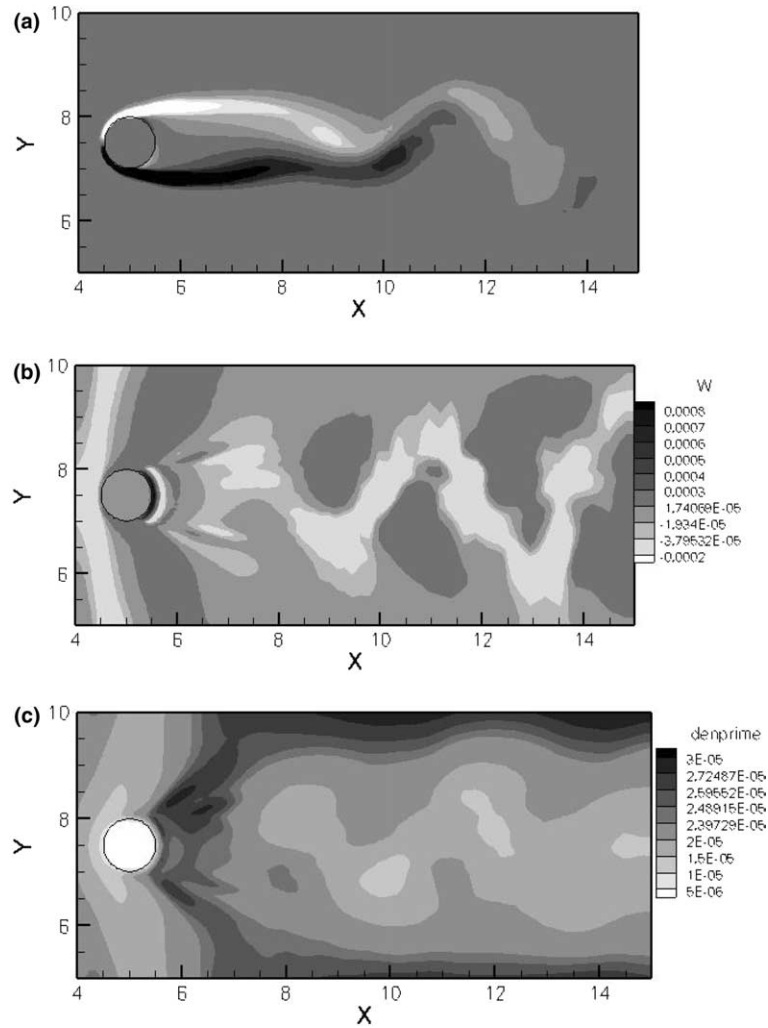 (a)
10
8
6
Y
4 6 8 10 12 14
X
(b)
10
8
6
Y
4 6 8 10 12 14
X
W
0.0008
0.0007
0.0006
0.0005
0.0004
0.0003
1.74069E-05
-1.934E-05
-3.79532E-05
-0.0002
(c)
10
8
6
Y
4 6 8 10 12 14
X
denprime
3E-05
2.72487E-05
2.59552E-05
2.48915E-05
2.39729E-05
2E-05
1.5E-05
1E-05
5E-06